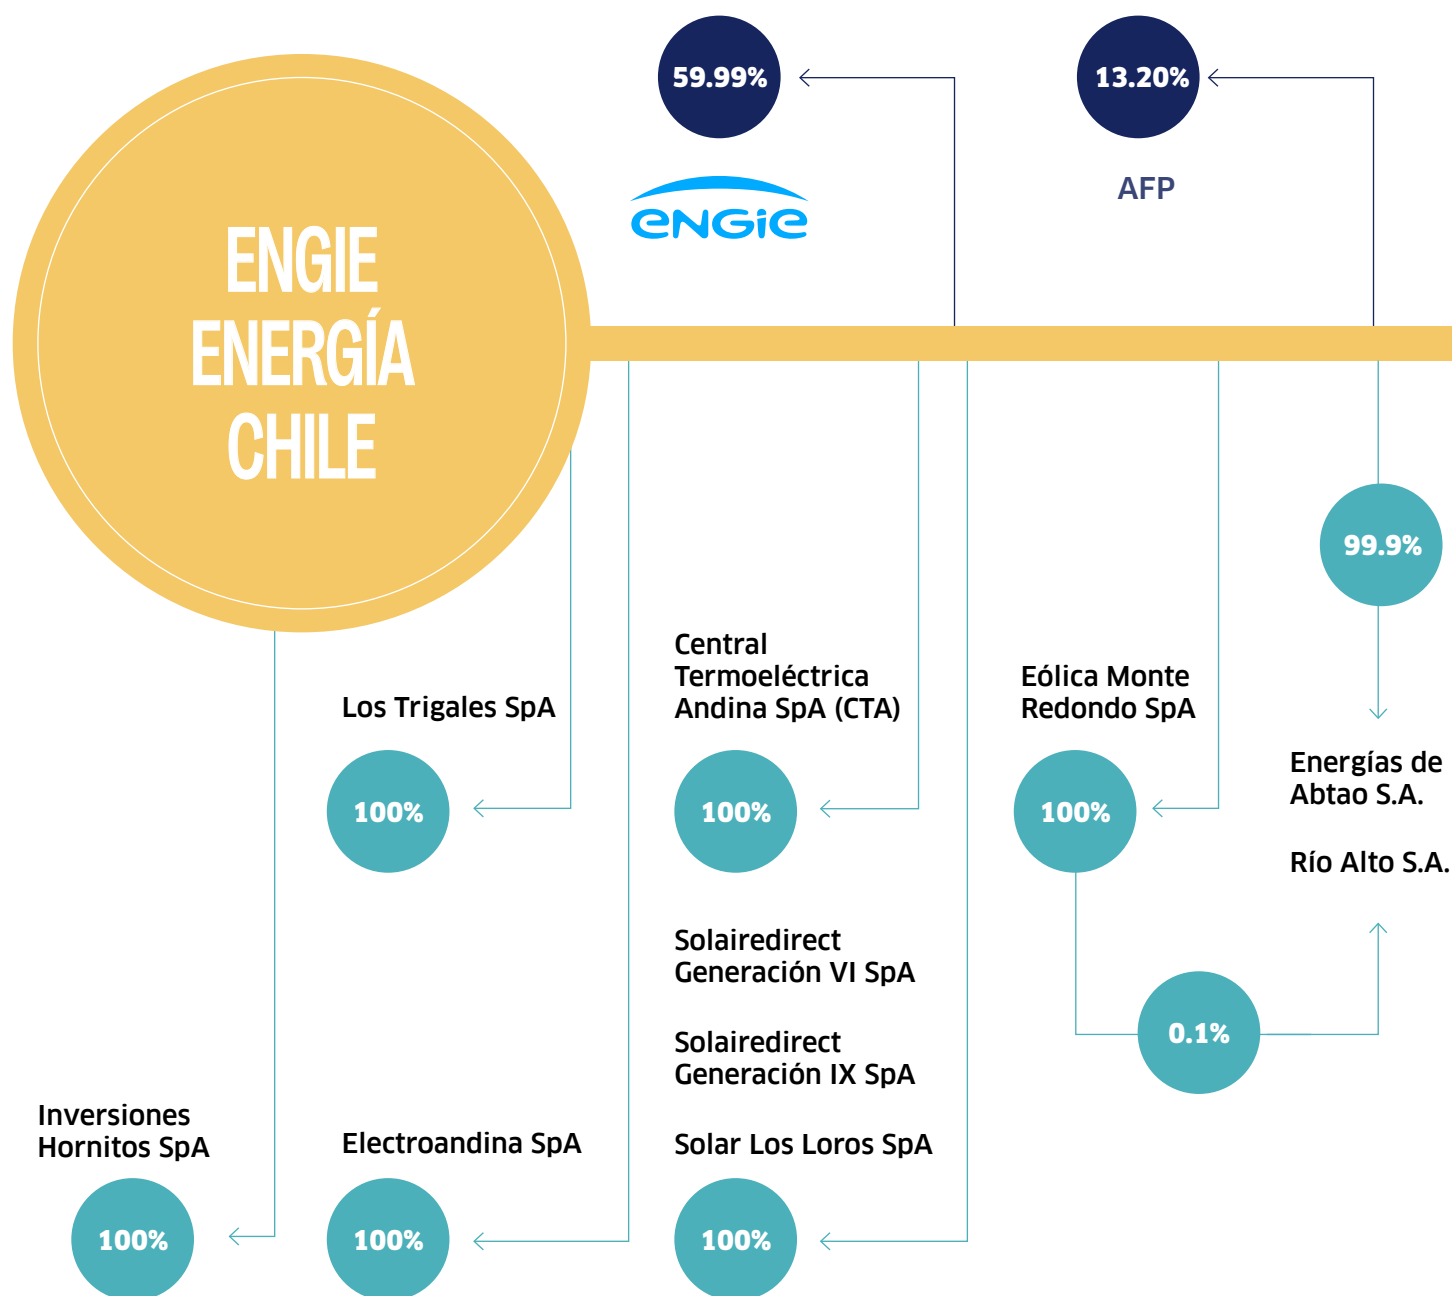 59.99%
13.20%
ENGIE
AFP
ENGIE
ENERGÍA
CHILE
99.9%
Los Trigales SpA
100%
Central
Termoeléctrica
Andina SpA (CTA)
100%
Eólica Monte
Redondo SpA
100%
Energías de
Abtao S.A.
Río Alto S.A.
0.1%
Inversiones
Hornitos SpA
100%
Electroandina SpA
100%
Solairedirect
Generación VI SpA
Solairedirect
Generación IX SpA
Solar Los Loros SpA
100%